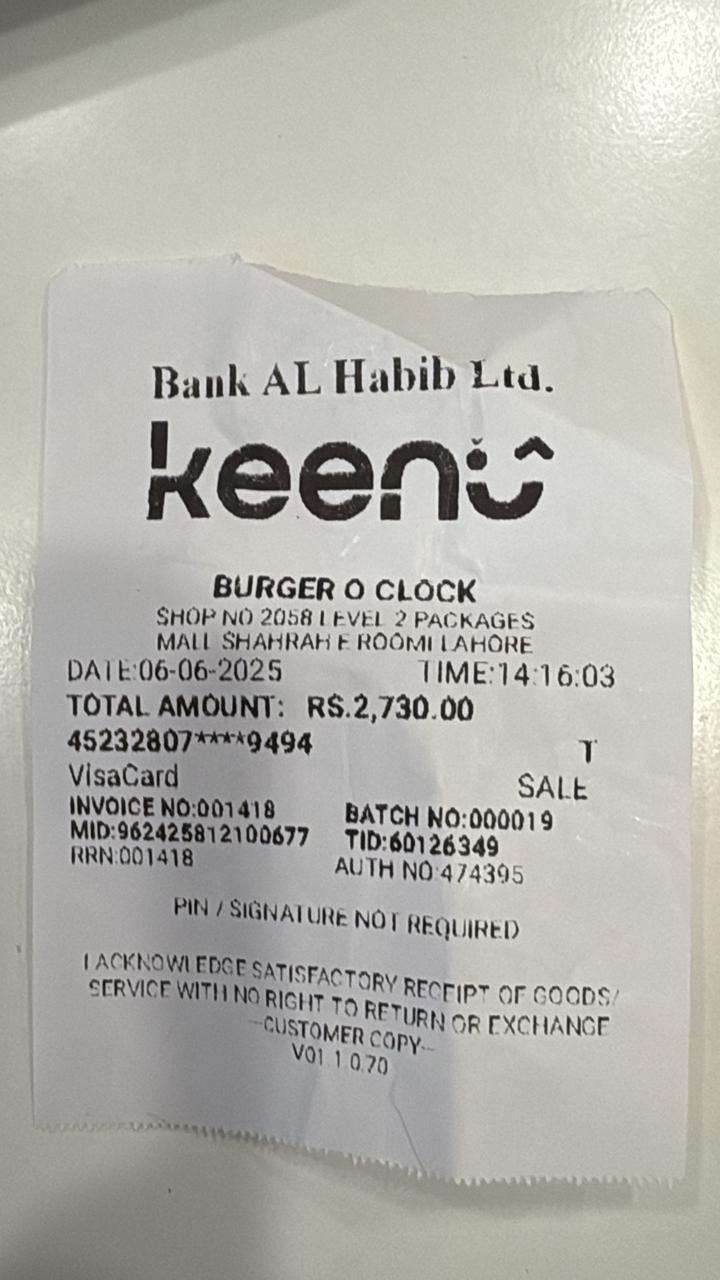 Bank AL Habib Ltd.
keenu
BURGER O CLOCK
SHOP NO 2058 LEVEL 2 PACKAGES
MALL SHAHRAH E ROOMI LAHORE
DATE:06-06-2025 TIME:14:16:03
TOTAL AMOUNT: RS.2,730.00
45232807****9494 T
VisaCard SALE
INVOICE NO:001418 BATCH NO:000019
MID:962425812100677 TID:60126349
RRN:001418 AUTH NO:474395
PIN / SIGNATURE NOT REQUIRED
I ACKNOWLEDGE SATISFACTORY RECEIPT OF GOODS/
SERVICE WITH NO RIGHT TO RETURN OR EXCHANGE
--CUSTOMER COPY--
V01.1.0.70